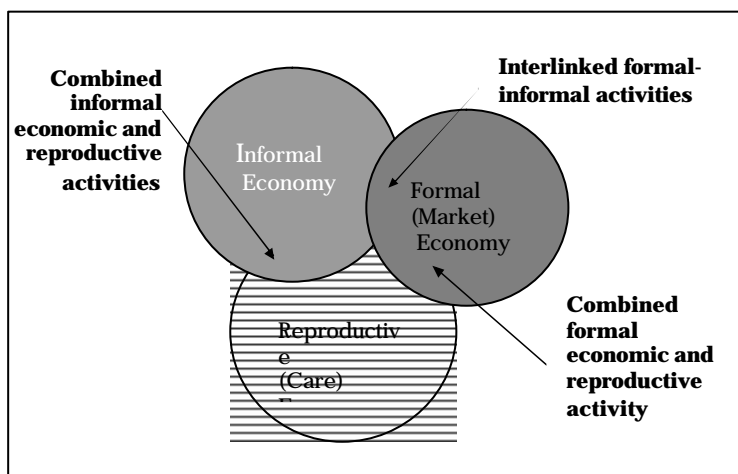 Combined
informal
economic and
reproductive
activities
Interlinked formal-
informal activities
Informal
Economy
Formal
(Market)
Economy
Reproductiv
e
(Care)
Combined
formal
economic and
reproductive
activity